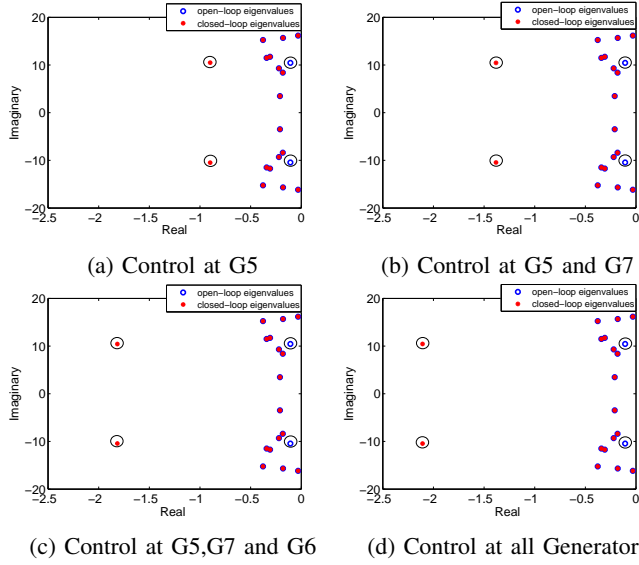 open-loop eigenvalues
closed-loop eigenvalues
20
10
0
−10
−20
Imaginary
−2.5 −2 −1.5 −1 −0.5 0
Real
(a) Control at G5
open-loop eigenvalues
closed-loop eigenvalues
20
10
0
−10
−20
Imaginary
−2.5 −2 −1.5 −1 −0.5 0
Real
(b) Control at G5 and G7
open-loop eigenvalues
closed-loop eigenvalues
20
10
0
−10
−20
Imaginary
−2.5 −2 −1.5 −1 −0.5 0
Real
(c) Control at G5,G7 and G6
open-loop eigenvalues
closed-loop eigenvalues
20
10
0
−10
−20
Imaginary
−2.5 −2 −1.5 −1 −0.5 0
Real
(d) Control at all Generator